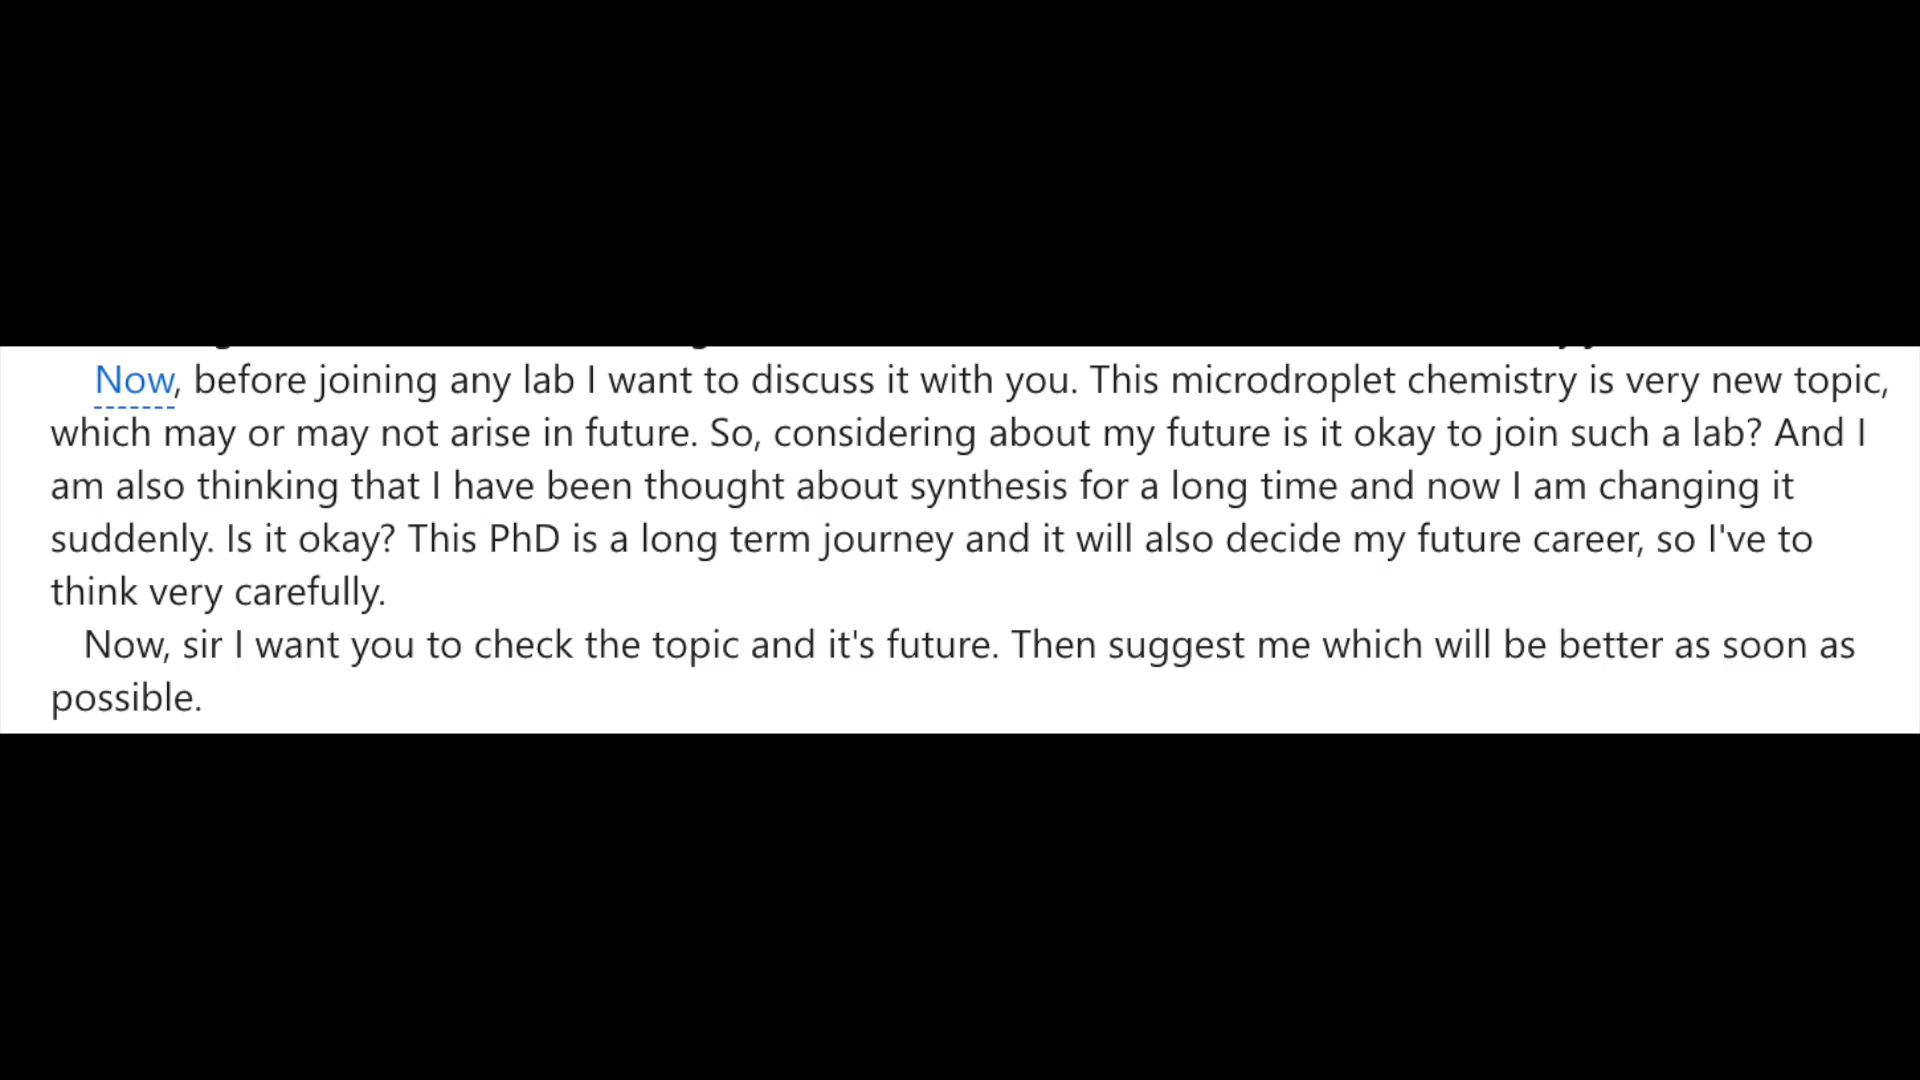 Now, before joining any lab I want to discuss it with you. This microdroplet chemistry is very new topic,
which may or may not arise in future. So, considering about my future is it okay to join such a lab? And I
am also thinking that I have been thought about synthesis for a long time and now I am changing it
suddenly. Is it okay? This PhD is a long term journey and it will also decide my future career, so I've to
think very carefully.
Now, sir I want you to check the topic and it's future. Then suggest me which will be better as soon as
possible.